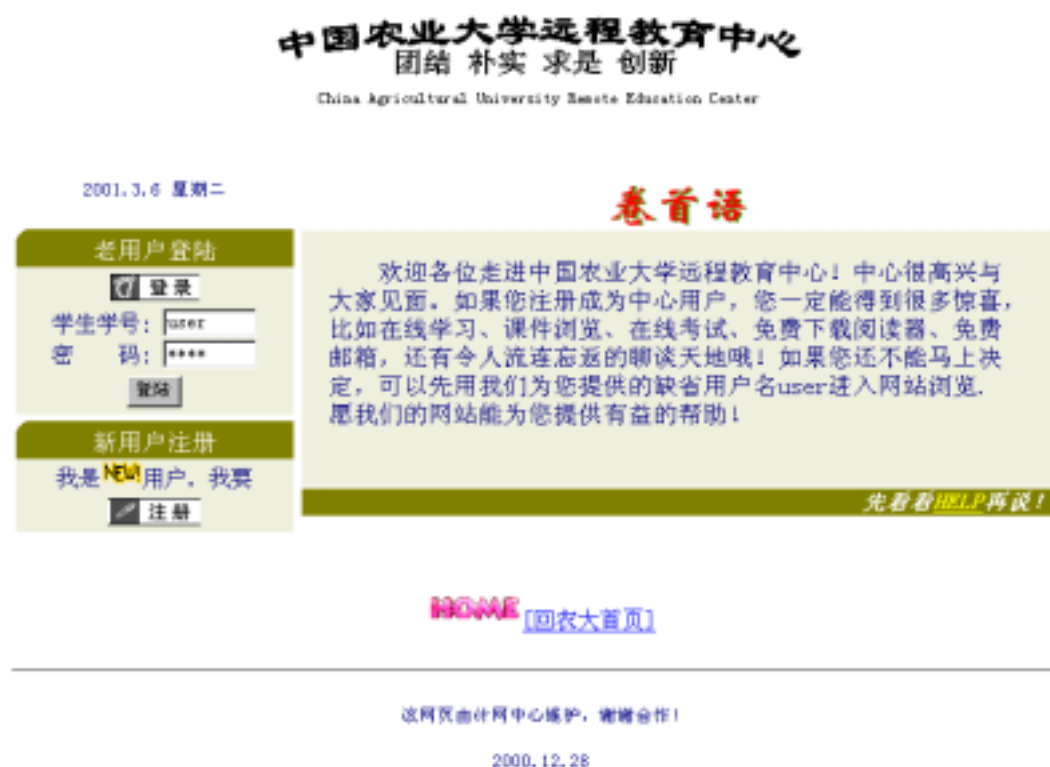 中国农业大学远程教育中心
团结 朴实 求是 创新
China Agricultural University Remote Education Center
2001.3.6 星期二
卷首语
老用户登陆
登录
学生学号: user
密 码: ****
登陆
新用户注册
我是NEW!用户，我要
注册
欢迎各位走进中国农业大学远程教育中心！中心很高兴与
大家见面。如果您注册成为中心用户，您一定能得到很多惊喜，
比如在线学习、课件浏览、在线考试、免费下载阅读器、免费
邮箱，还有令人流连忘返的聊谈天地哦！如果您还不能马上决
定，可以先用我们为您提供的缺省用户名user进入网站浏览.
愿我们的网站能为您提供有益的帮助！
先看看HELP再说！
HOME [回农大首页]
该网页由计网中心维护，谢谢合作！
2000.12.28